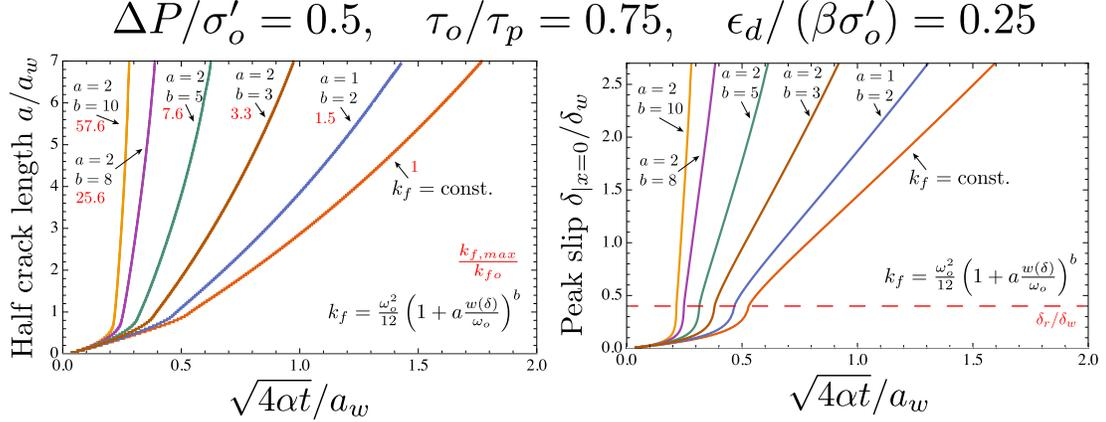 ΔP/σ′ₒ = 0.5, τₒ/τₚ = 0.75, ϵ_d/ (βσ′ₒ) = 0.25
Half crack length a/a_w
7
6
5
4
3
2
1
0
a = 2
b = 10
57.6
a = 2
b = 8
25.6
a = 2
b = 5
7.6
a = 2
b = 3
3.3
a = 1
b = 2
1.5
1
k_f = const.
k_{f,max}/k_{fo}
k_f = ω_o^2/12 (1 + a w(δ)/ω_o)^b
0.0 0.5 1.0 1.5 2.0
√4αt/a_w
Peak slip δ_{|x=0}/δ_w
2.5
2.0
1.5
1.0
0.5
0.0
a = 2
b = 10
a = 2
b = 8
a = 2
b = 5
a = 2
b = 3
a = 1
b = 2
k_f = const.
k_f = ω_o^2/12 (1 + a w(δ)/ω_o)^b
δ_r/δ_w
0.0 0.5 1.0 1.5 2.0
√4αt/a_w